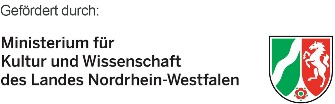 Gefördert durch:
Ministerium für
Kultur und Wissenschaft
des Landes Nordrhein-Westfalen